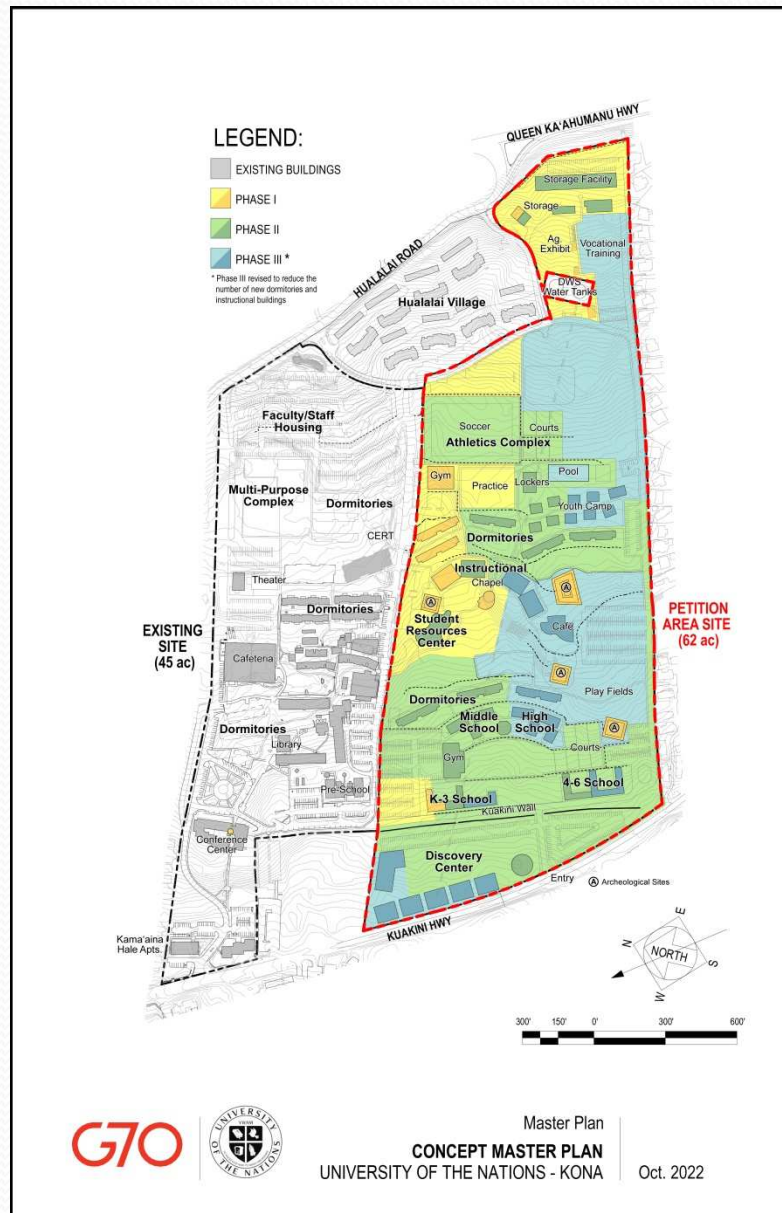 QUEEN KA'AHUMANU HWY
LEGEND:
EXISTING BUILDINGS
PHASE I
PHASE II
PHASE III *
* Phase III revised to reduce the
number of new dormitories and
instructional buildings
HUALALAI ROAD
Storage Facility
Storage
Ag.
Exhibit
Vocational
Training
DWS
Water Tanks
Hualalai Village
Faculty/Staff
Housing
Soccer
Courts
Athletics Complex
Multi-Purpose
Complex
Dormitories
Gym
Practice
Lockers
Pool
Youth Camp
CERT
Dormitories
Instructional
Chapel
Theater
Dormitories
A
A
Student
Resources
Center
Cafe
EXISTING
SITE
(45 ac)
PETITION
AREA SITE
(62 ac)
Cafeteria
A
Play Fields
Dormitories
Dormitories
Middle
School
High
School
A
Library
Gym
Courts
Pre-School
K-3 School
4-6 School
Kuakini Wall
Conference
Center
Discovery
Center
Entry
A Archeological Sites
KUAKINI HWY
Kama'aina
Hale Apts.
N
E
S
W
NORTH
300' 150' 0' 300' 600'
G70
UNIVERSITY
OF THE NATIONS
Master Plan
CONCEPT MASTER PLAN
UNIVERSITY OF THE NATIONS - KONA
Oct. 2022